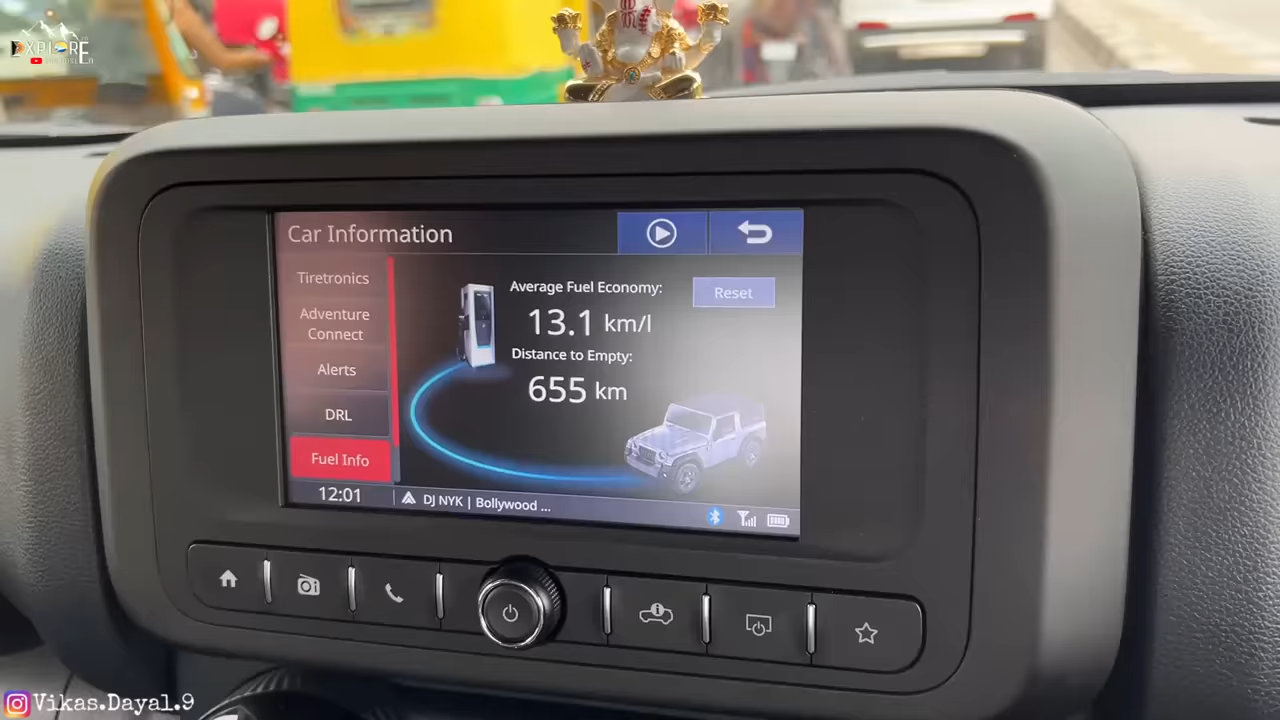 EXPLORE
Car Information
Tiretronics
Adventure
Connect
Alerts
DRL
Fuel Info
Average Fuel Economy:
13.1 km/l
Distance to Empty:
655 km
Reset
12:01
DJ NYK | Bollywood ...
Vikas.Dayal.9